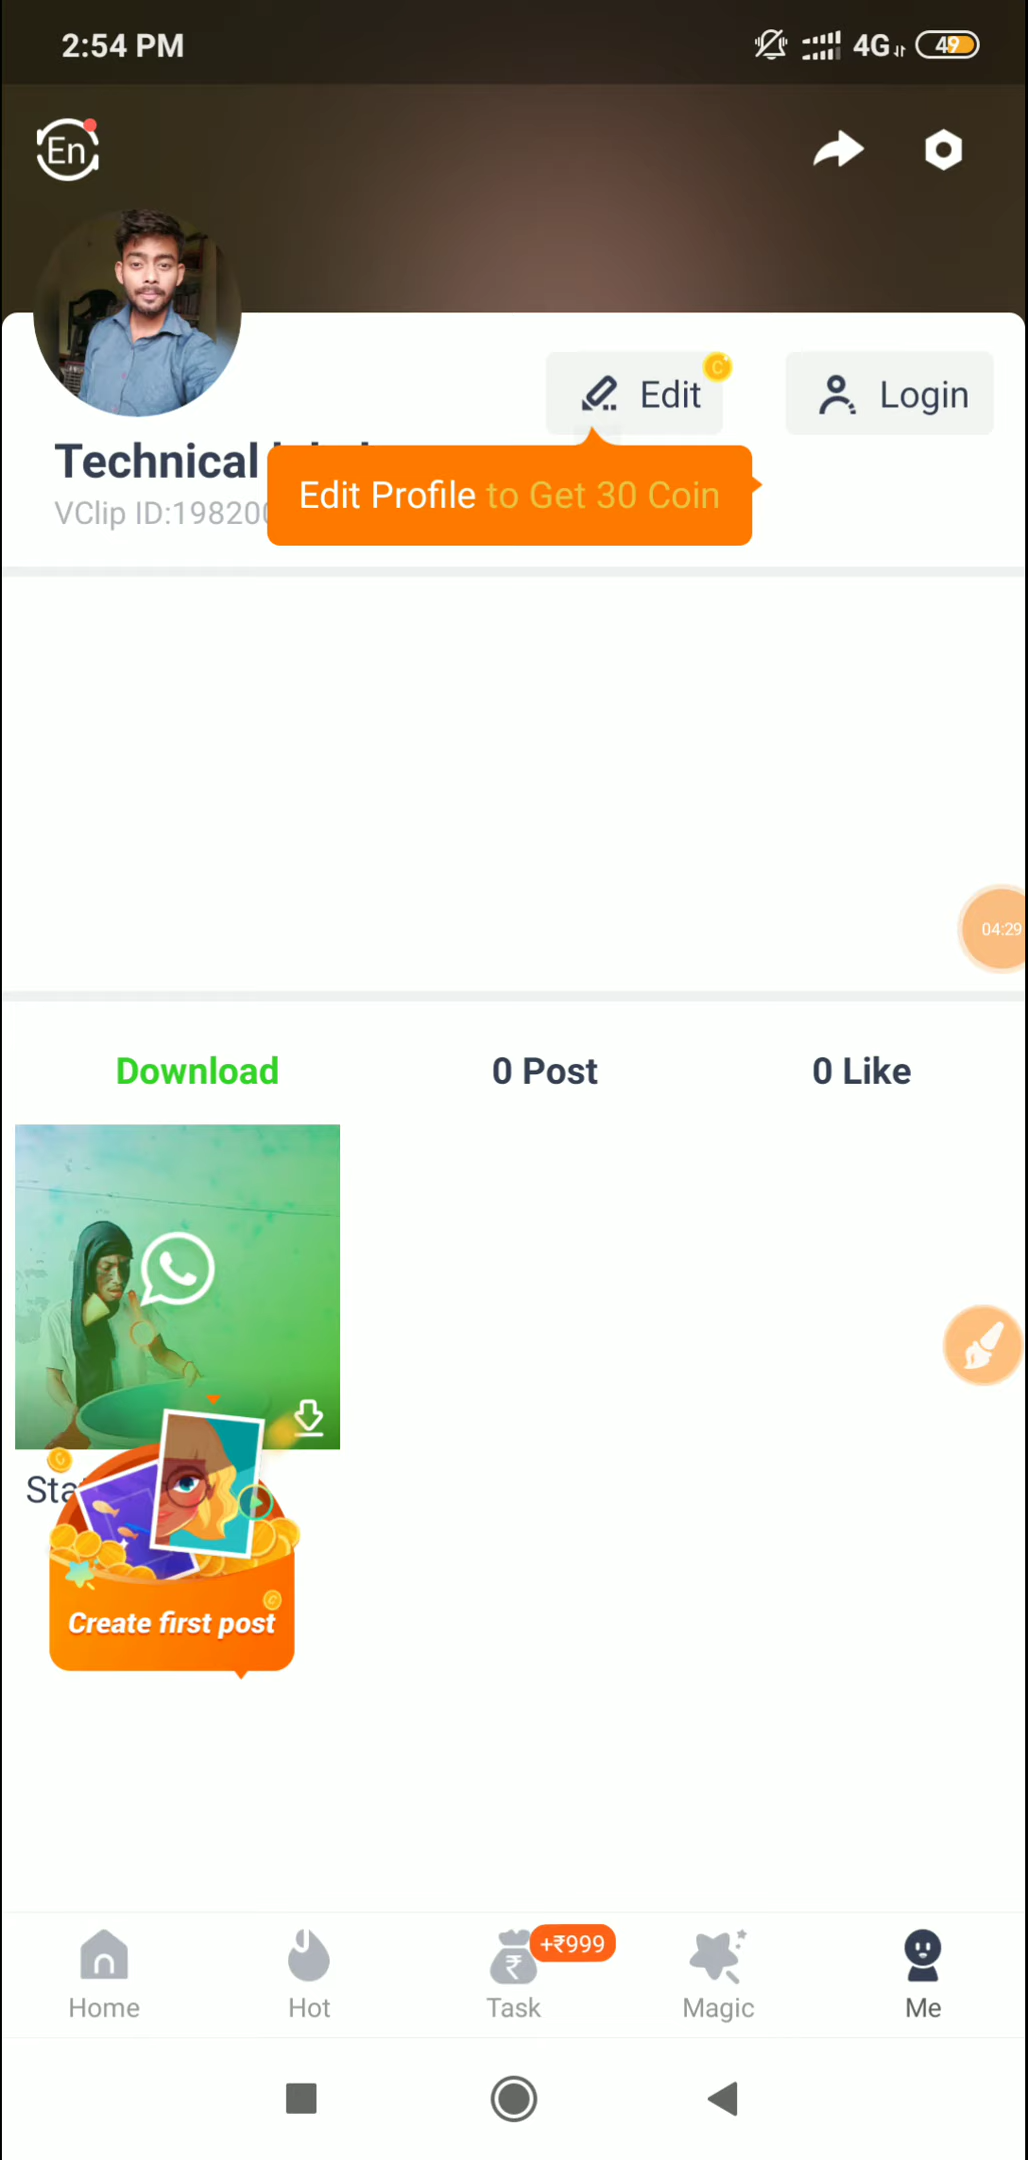 2:54 PM
4G
49
En
Edit
Login
Technical
VClip ID:19820
Edit Profile to Get 30 Coin
04:29
Download
0 Post
0 Like
Create first post
+₹999
Home
Hot
Task
Magic
Me